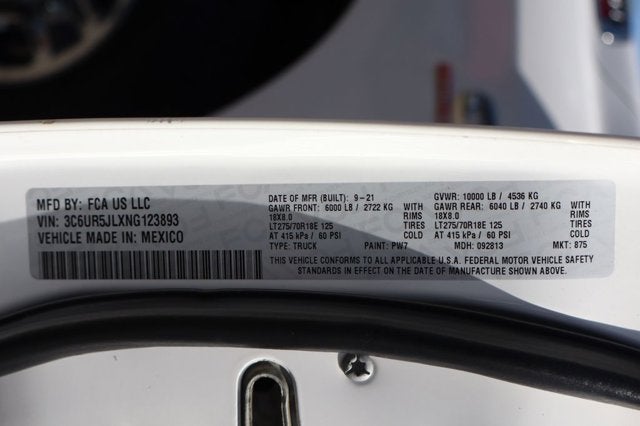 MFD BY: FCA US LLC
VIN: 3C6UR5JLXNG123893
VEHICLE MADE IN: MEXICO
DATE OF MFR (BUILT): 9-21 GVWR: 10000 LB / 4536 KG
GAWR FRONT: 6000 LB / 2722 KG WITH GAWR REAR: 6040 LB / 2740 KG WITH
18X8.0 RIMS 18X8.0 RIMS
LT275/70R18E 125 TIRES LT275/70R18E 125 TIRES
AT 415 kPa / 60 PSI COLD AT 415 kPa / 60 PSI COLD
TYPE: TRUCK PAINT: PW7 MDH: 092813 MKT: 875
THIS VEHICLE CONFORMS TO ALL APPLICABLE U.S.A. FEDERAL MOTOR VEHICLE SAFETY
STANDARDS IN EFFECT ON THE DATE OF MANUFACTURE SHOWN ABOVE.